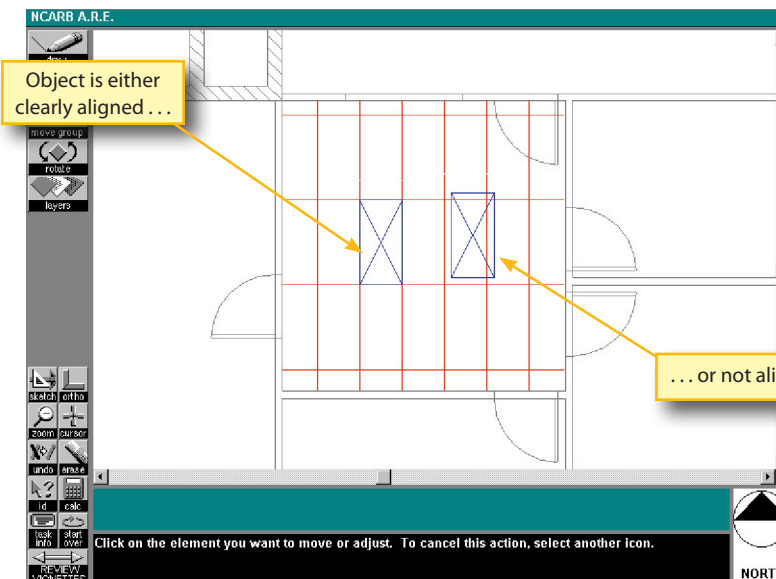 NCARB A.R.E.
Object is either
clearly aligned . . .
move group
rotate
layers
. . . or not ali
sketch ortho
zoom cursor
undo erase
id calc
task info start over
Click on the element you want to move or adjust. To cancel this action, select another icon.
REVIEW
VIGNETTES
NORT